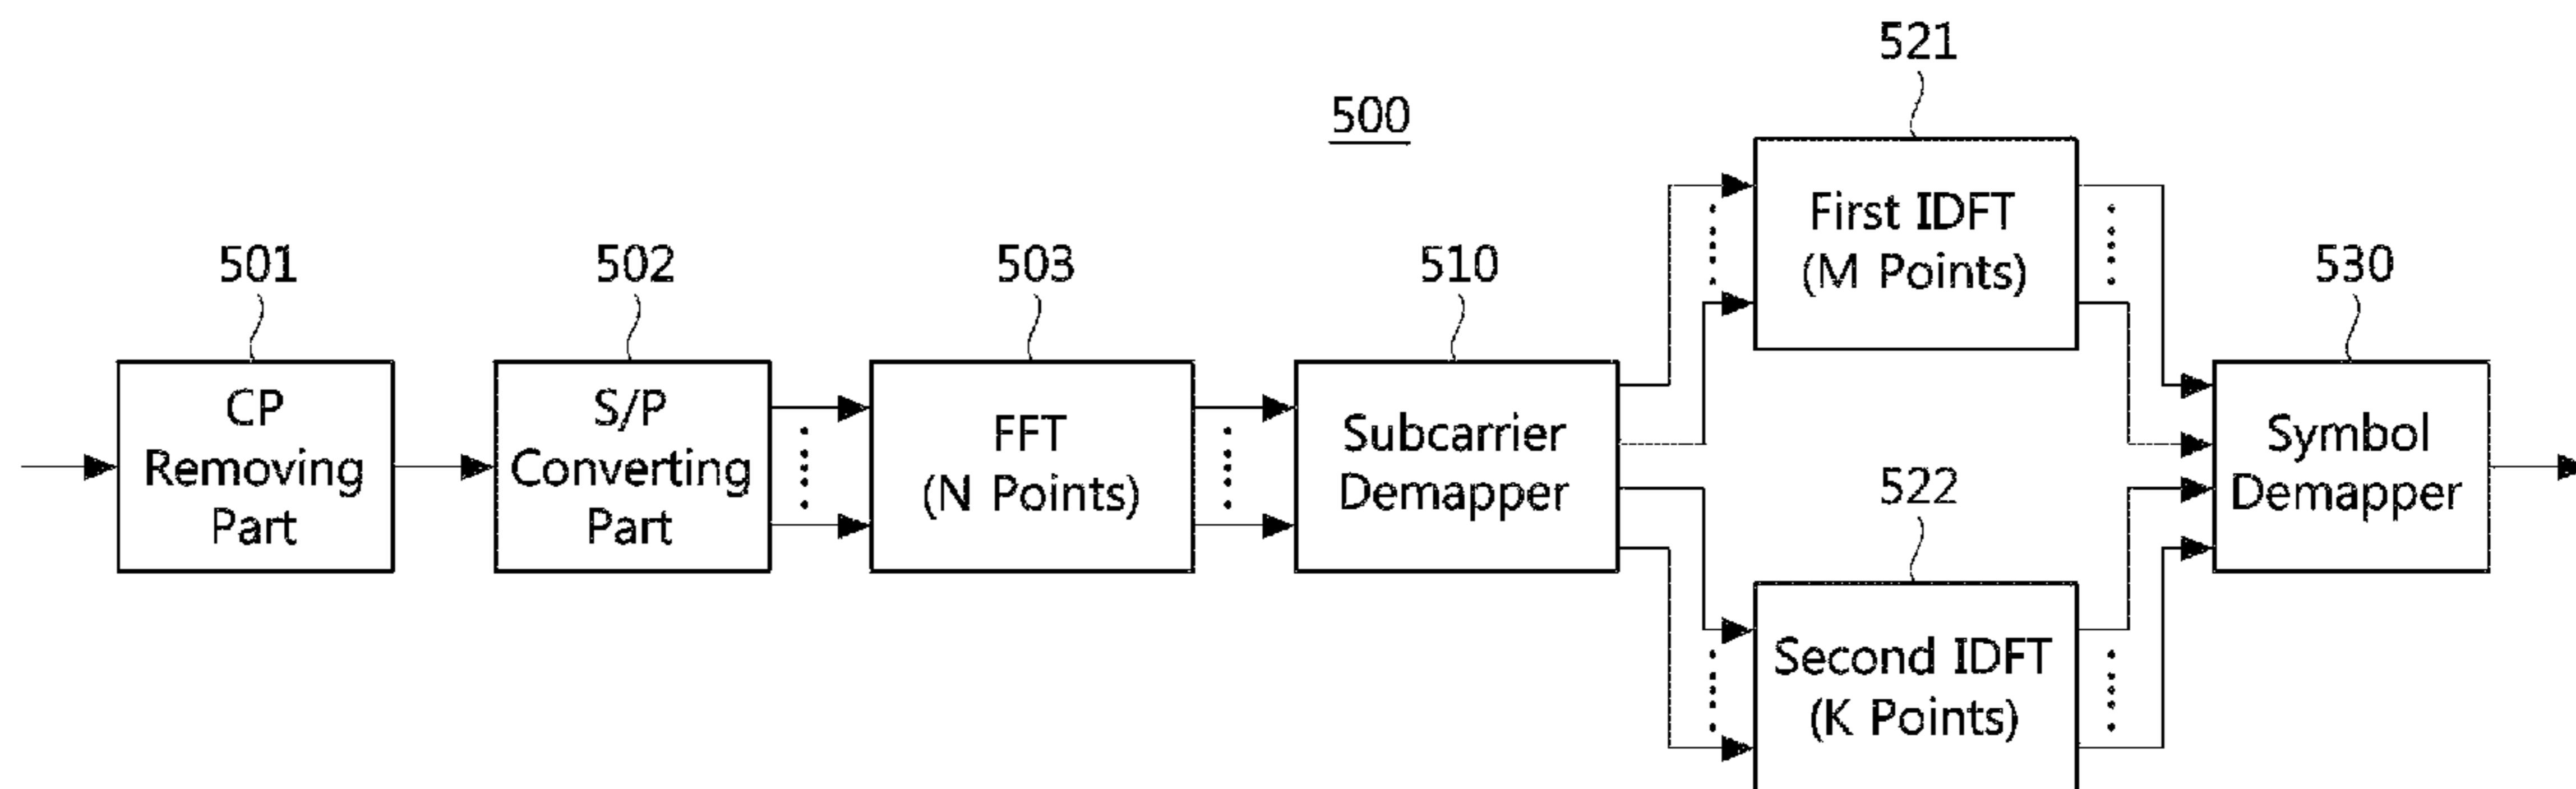 500
501
CP
Removing
Part
502
S/P
Converting
Part
503
FFT
(N Points)
510
Subcarrier
Demapper
521
First IDFT
(M Points)
522
Second IDFT
(K Points)
530
Symbol
Demapper